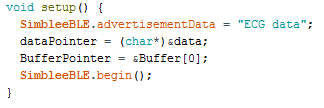 void setup() {
  SimbleeBLE.advertisementData = "ECG data";
  dataPointer = (char*)&data;
  BufferPointer = &Buffer[0];
  SimbleeBLE.begin();
}